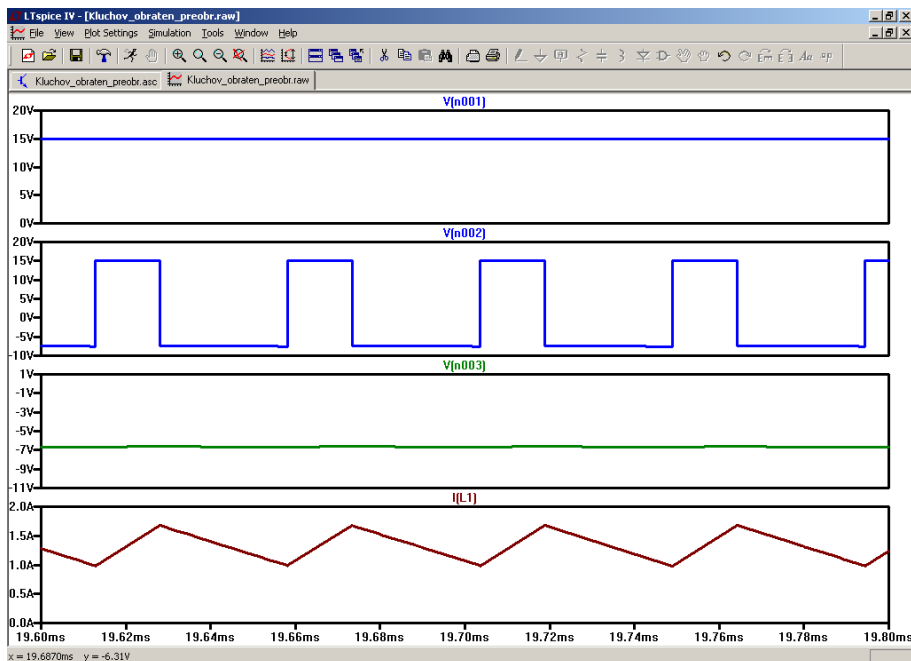 LTspice IV - [Kluchov_obraten_preobr.raw]
File View Plot Settings Simulation Tools Window Help
Kluchov_obraten_preobr.asc Kluchov_obraten_preobr.raw
V(n001)
20V
15V
10V
5V
0V
V(n002)
20V
15V
10V
5V
0V
-5V
-10V
V(n003)
1V
-1V
-3V
-5V
-7V
-9V
-11V
I(L1)
2.0A
1.5A
1.0A
0.5A
0.0A
19.60ms 19.62ms 19.64ms 19.66ms 19.68ms 19.70ms 19.72ms 19.74ms 19.76ms 19.78ms 19.80ms
x = 19.6870ms y = -6.31V